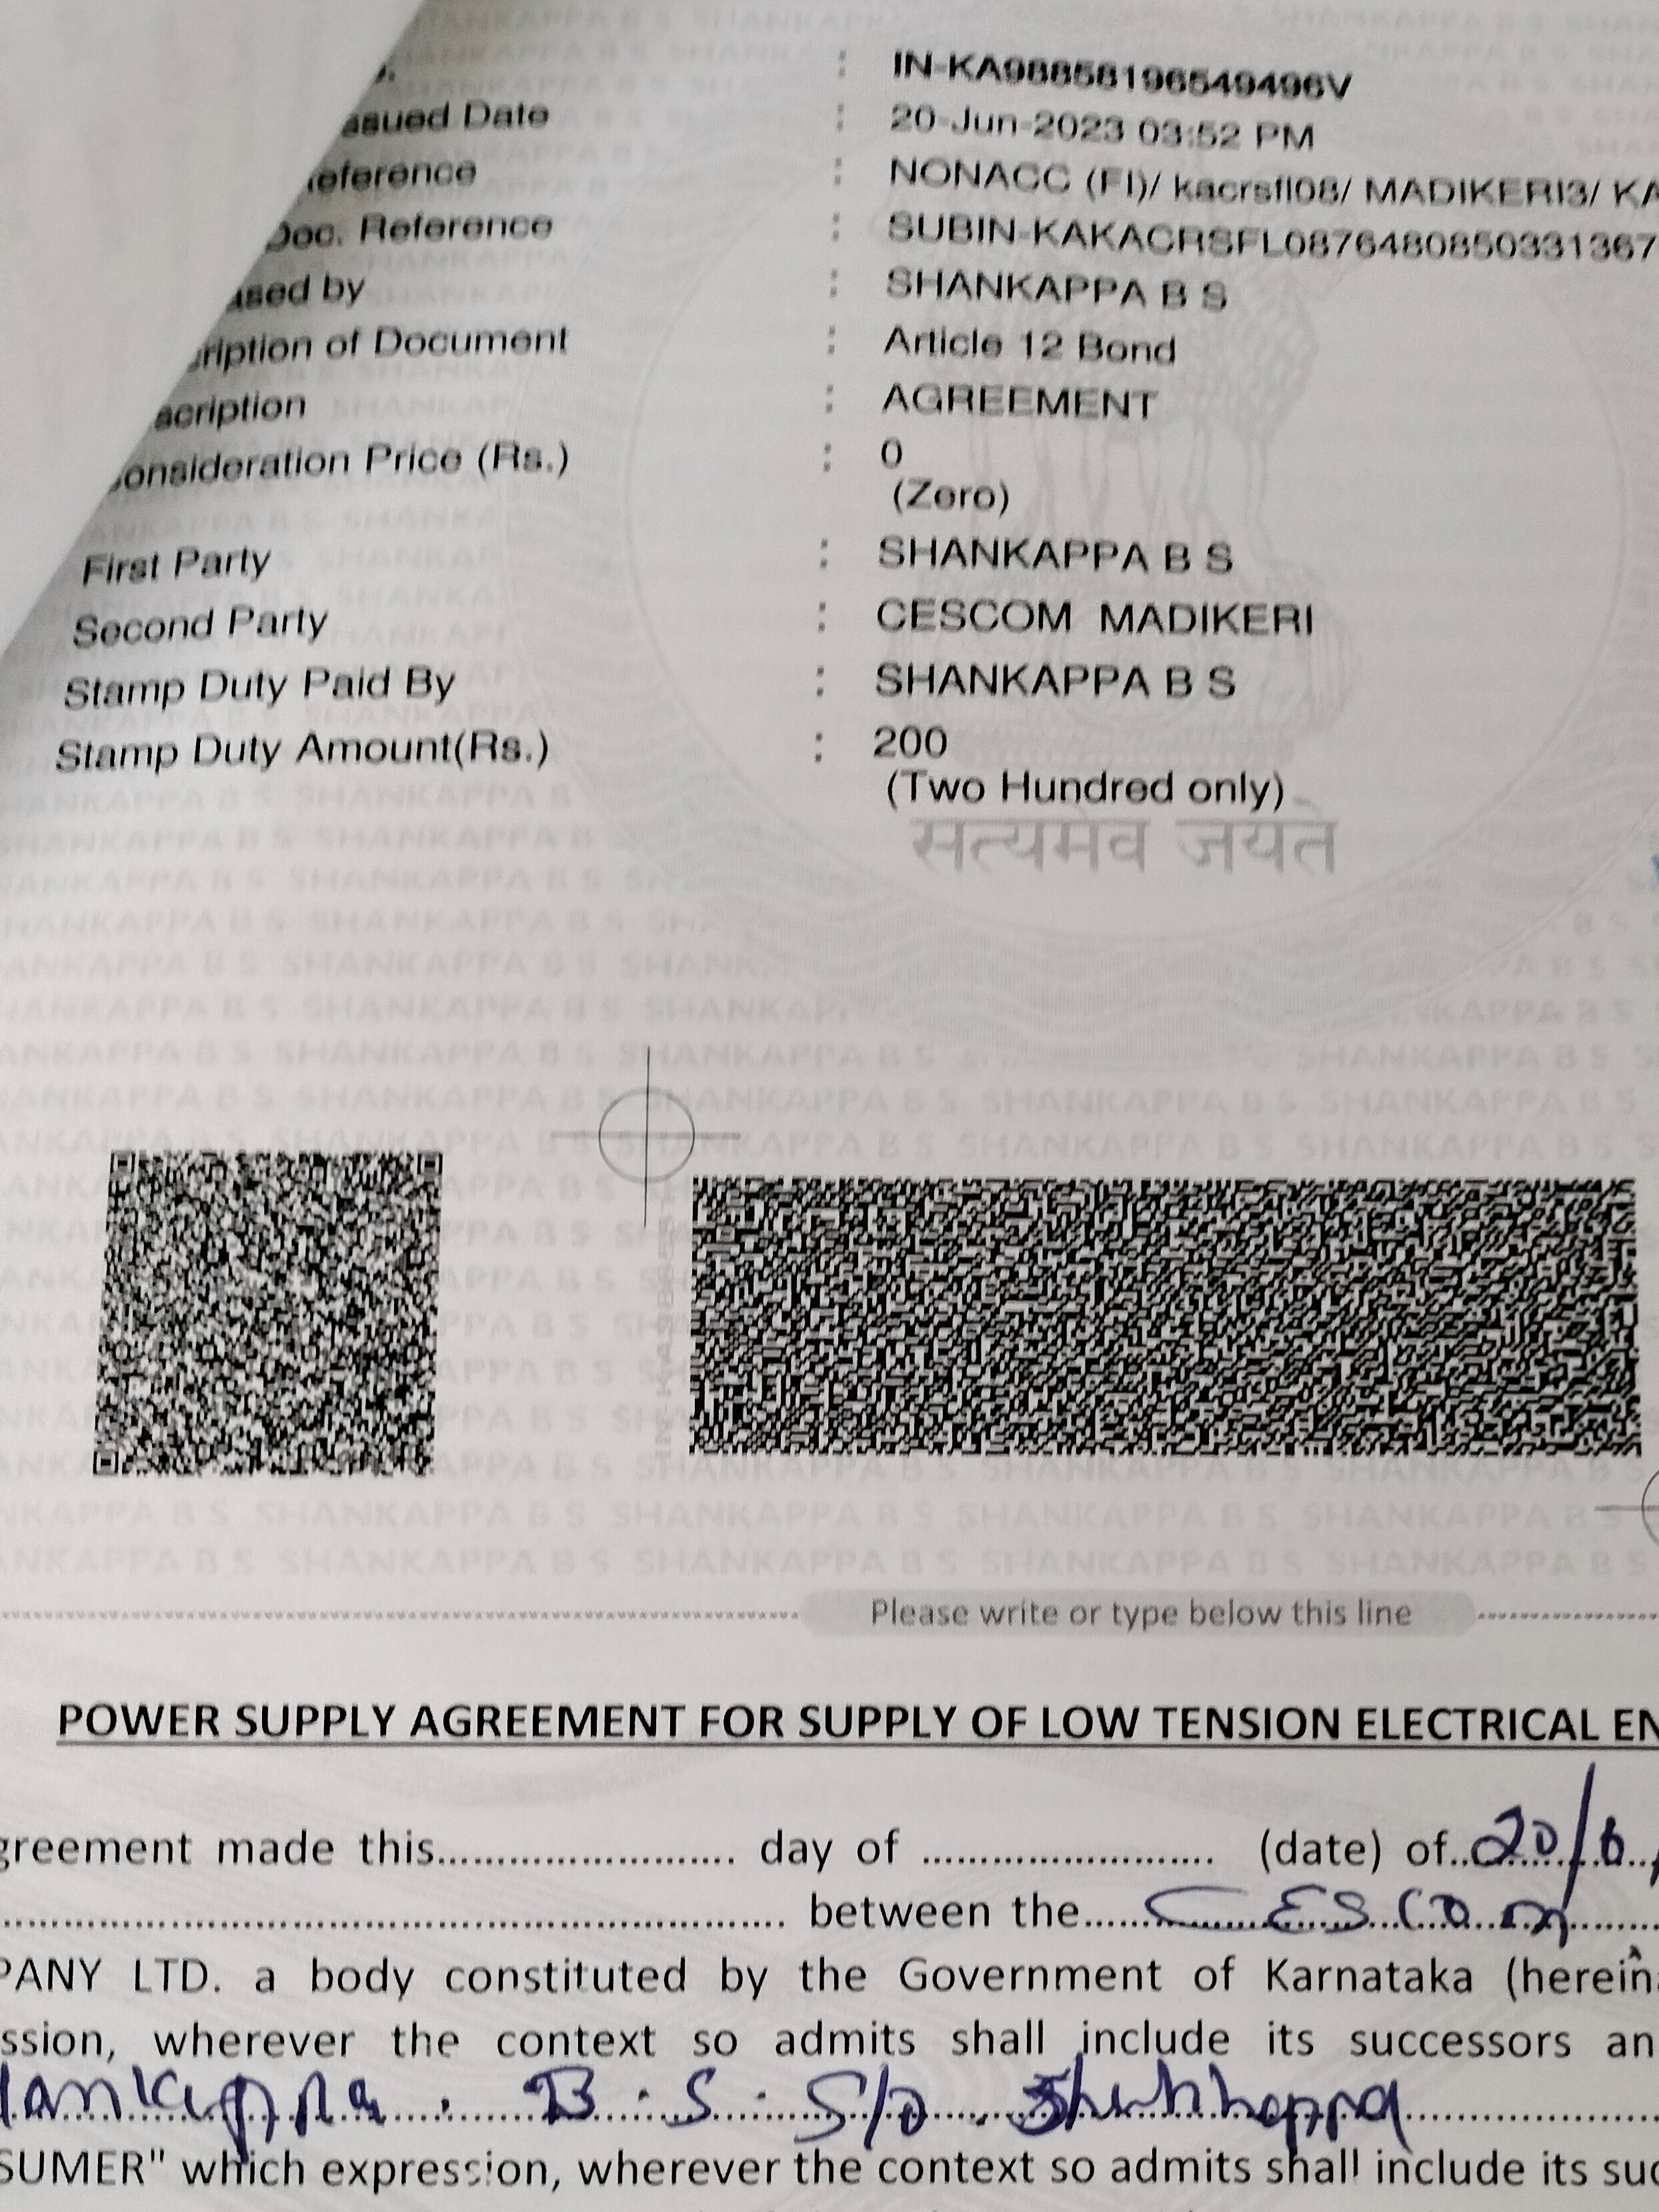 IN-KA98858196549496V
ssued Date : 20-Jun-2023 03:52 PM
eference : NONACC (FI)/ kacrsfl08/ MADIKERI3/ KA
Doc. Reference : SUBIN-KAKACRSFL0876480850331367
ased by : SHANKAPPA B S
ription of Document : Article 12 Bond
scription : AGREEMENT
onsideration Price (Rs.) : 0
(Zero)
First Party : SHANKAPPA B S
Second Party : CESCOM MADIKERI
Stamp Duty Paid By : SHANKAPPA B S
Stamp Duty Amount(Rs.) : 200
(Two Hundred only)
सत्यमेव जयते
Please write or type below this line
POWER SUPPLY AGREEMENT FOR SUPPLY OF LOW TENSION ELECTRICAL EN
greement made this........................... day of .......................... (date) of..20/6
between the......CESCOM
PANY LTD. a body constituted by the Government of Karnataka (herein
ssion, wherever the context so admits shall include its successors an
hankappa . B . S . S/o .
SUMER" which expression, wherever the context so admits shall include its suc